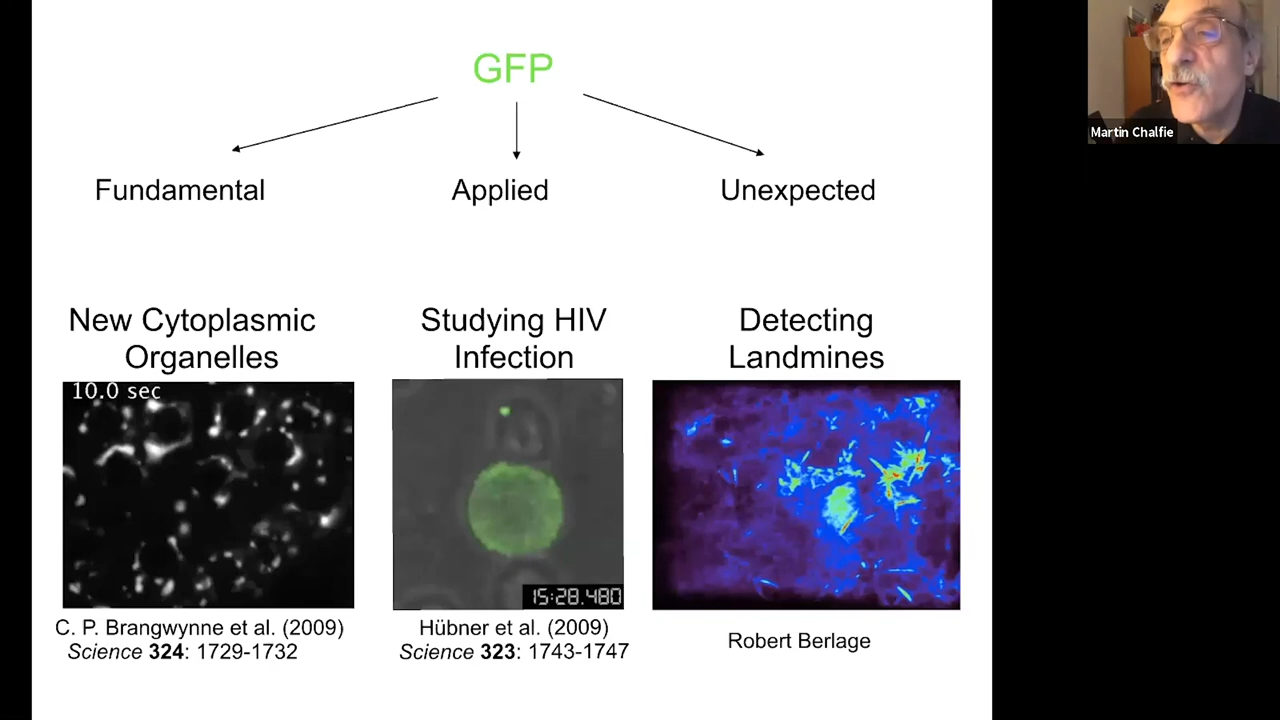 GFP
Fundamental
Applied
Unexpected
New Cytoplasmic
Organelles
Studying HIV
Infection
Detecting
Landmines
10.0 sec
15:28.480
C. P. Brangwynne et al. (2009)
Science 324: 1729-1732
Hübner et al. (2009)
Science 323: 1743-1747
Robert Berlage
Martin Chalfie